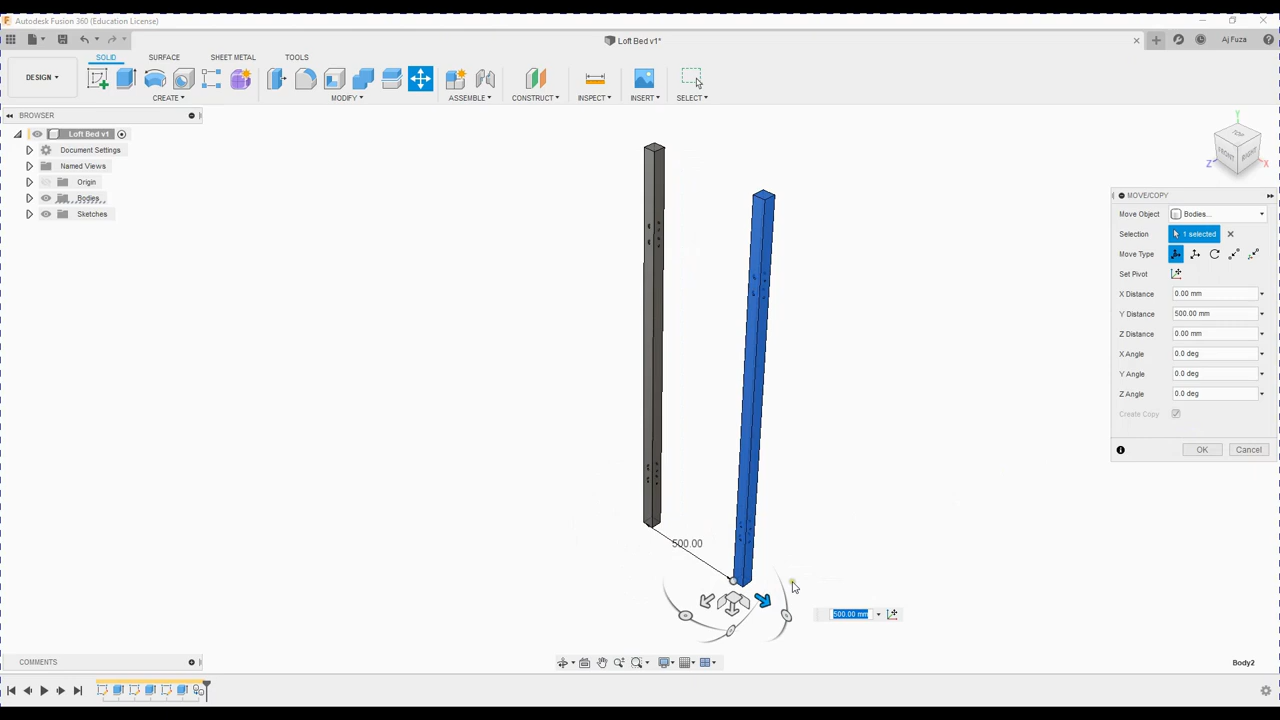 Autodesk Fusion 360 (Education License)
Loft Bed v1*
Aj Fuza
DESIGN
SOLID SURFACE SHEET METAL TOOLS
CREATE MODIFY ASSEMBLE CONSTRUCT INSPECT INSERT SELECT
BROWSER
Loft Bed v1
Document Settings
Named Views
Origin
Bodies
Sketches
TOP
FRONT
RIGHT
Y
Z
X
MOVE/COPY
Move Object Bodies...
Selection 1 selected
Move Type
Set Pivot
X Distance 0.00 mm
Y Distance 500.00 mm
Z Distance 0.00 mm
X Angle 0.0 deg
Y Angle 0.0 deg
Z Angle 0.0 deg
Create Copy
OK Cancel
500.00
500.00 mm
COMMENTS
Body2